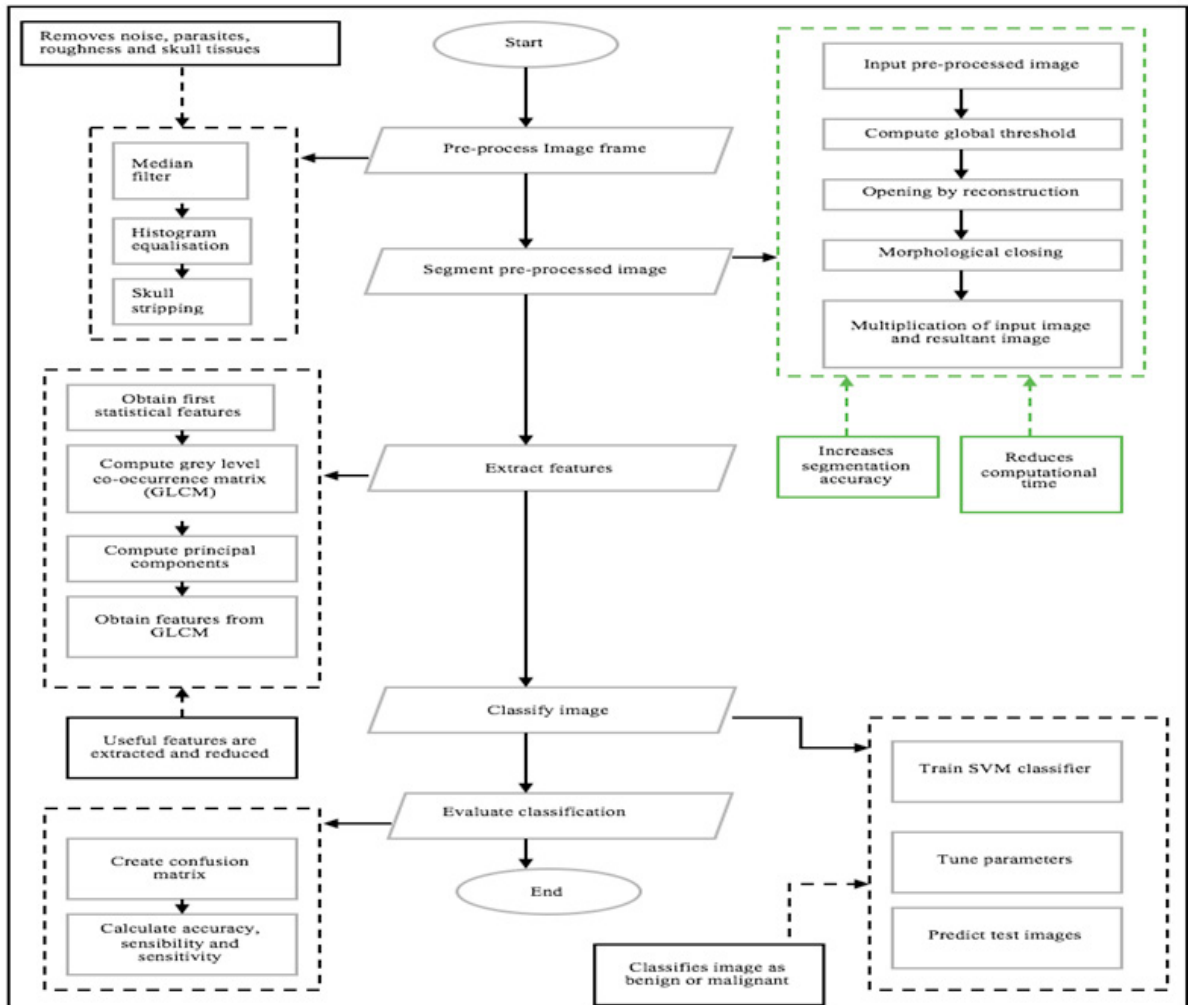 Removes noise, parasites,
roughness and skull tissues
Start
Input pre-processed image
Pre-process Image frame
Compute global threshold
Median
filter
Opening by reconstruction
Histogram
equalisation
Segment pre-processed image
Morphological closing
Skull
stripping
Multiplication of input image
and resultant image
Obtain first
statistical features
Compute grey level
co-occurrence matrix
(GLCM)
Extract features
Increases
segmentation
accuracy
Reduces
computational
time
Compute principal
components
Obtain features from
GLCM
Classify image
Useful features are
extracted and reduced
Train SVM classifier
Evaluate classification
Create confusion
matrix
Tune parameters
End
Calculate accuracy,
sensibility and
sensitivity
Predict test images
Classifies image as
benign or malignant